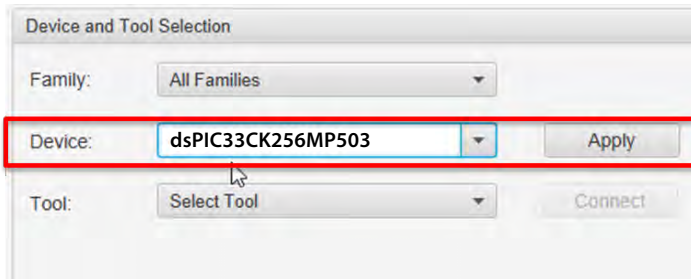 Device and Tool Selection
Family: All Families
Device: dsPIC33CK256MP503 Apply
Tool: Select Tool Connect